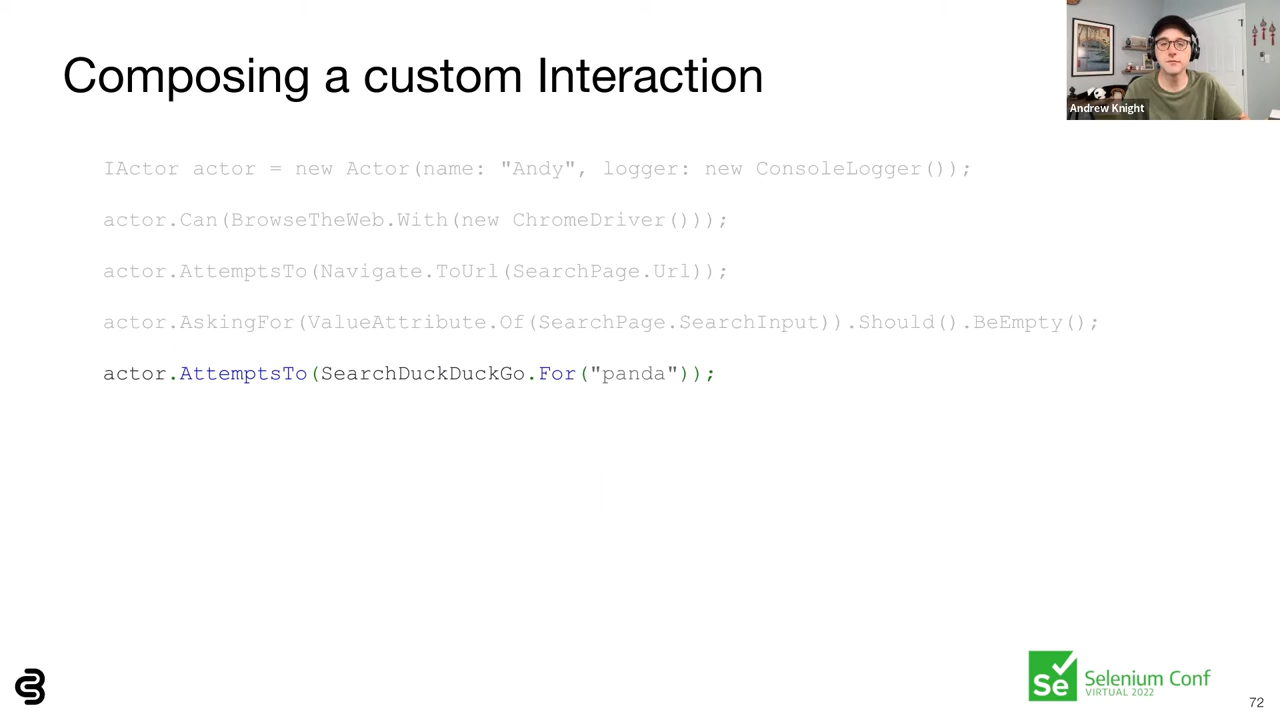 Composing a custom Interaction
Andrew Knight
IActor actor = new Actor(name: "Andy", logger: new ConsoleLogger());
actor.Can(BrowseTheWeb.With(new ChromeDriver()));
actor.AttemptsTo(Navigate.ToUrl(SearchPage.Url));
actor.AskingFor(ValueAttribute.Of(SearchPage.SearchInput)).Should().BeEmpty();
actor.AttemptsTo(SearchDuckDuckGo.For("panda"));
Se
Selenium Conf
VIRTUAL 2022
72